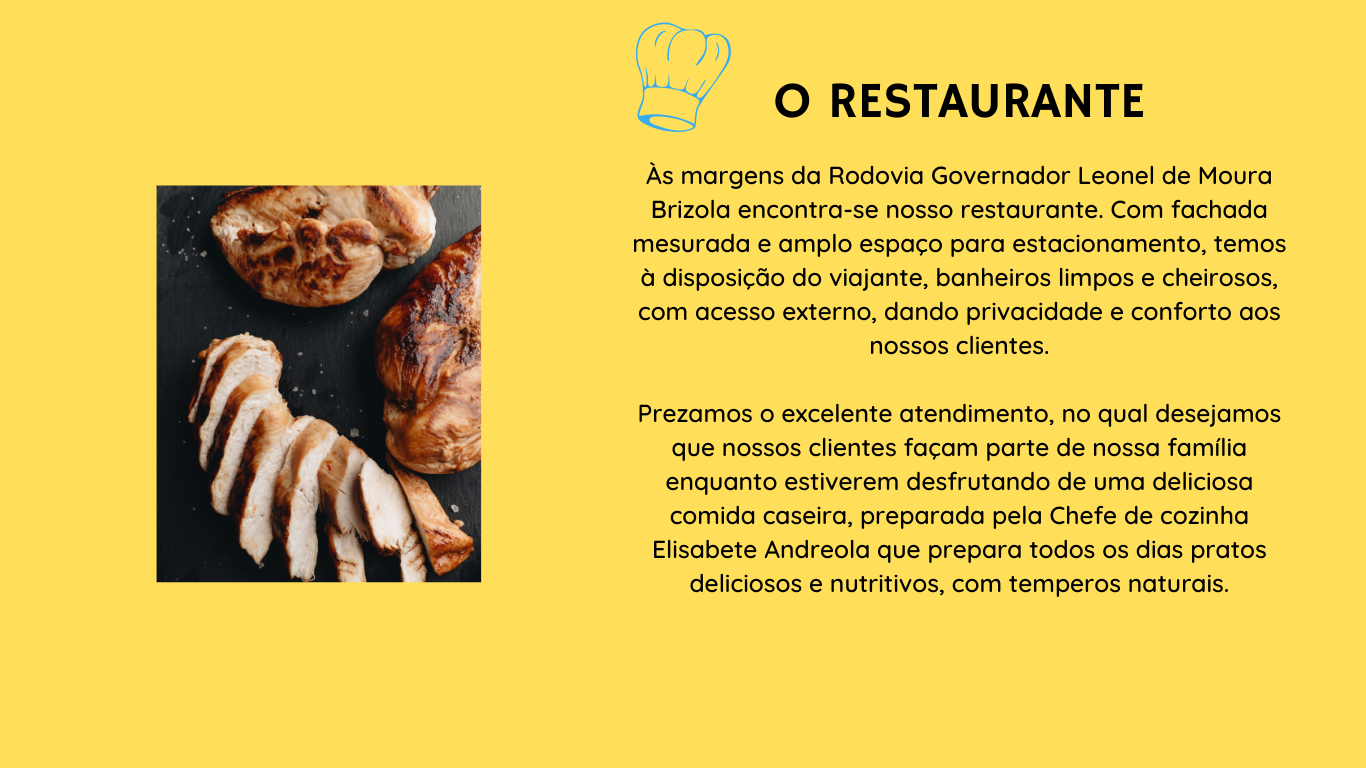 O RESTAURANTE
Às margens da Rodovia Governador Leonel de Moura
Brizola encontra-se nosso restaurante. Com fachada
mesurada e amplo espaço para estacionamento, temos
à disposição do viajante, banheiros limpos e cheirosos,
com acesso externo, dando privacidade e conforto aos
nossos clientes.
Prezamos o excelente atendimento, no qual desejamos
que nossos clientes façam parte de nossa família
enquanto estiverem desfrutando de uma deliciosa
comida caseira, preparada pela Chefe de cozinha
Elisabete Andreola que prepara todos os dias pratos
deliciosos e nutritivos, com temperos naturais.